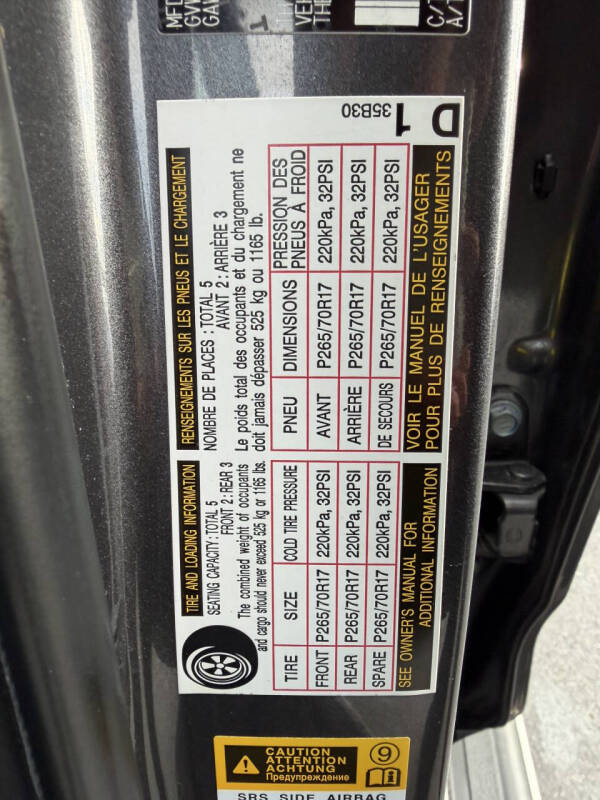 MFD
GVW
GAW
VER
THE
C/T
A/T
TIRE AND LOADING INFORMATION
SEATING CAPACITY:TOTAL 5
FRONT 2:REAR 3
The combined weight of occupants
and cargo should never exceed 525 kg or 1165 lbs.
TIRE SIZE COLD TIRE PRESSURE
FRONT P265/70R17 220kPa, 32PSI
REAR P265/70R17 220kPa, 32PSI
SPARE P265/70R17 220kPa, 32PSI
SEE OWNER'S MANUAL FOR
ADDITIONAL INFORMATION
RENSEIGNEMENTS SUR LES PNEUS ET LE CHARGEMENT
NOMBRE DE PLACES :TOTAL 5
AVANT 2:ARRIÈRE 3
Le poids total des occupants et du chargement ne
doit jamais dépasser 525 kg ou 1165 lb.
PNEU DIMENSIONS PRESSION DES
PNEUS À FROID
AVANT P265/70R17 220kPa, 32PSI
ARRIÈRE P265/70R17 220kPa, 32PSI
DE SECOURS P265/70R17 220kPa, 32PSI
VOIR LE MANUEL DE L'USAGER
POUR PLUS DE RENSEIGNEMENTS
35B30
D 1
CAUTION
ATTENTION
ACHTUNG
Предупреждение
9
SRS SIDE AIRBAG